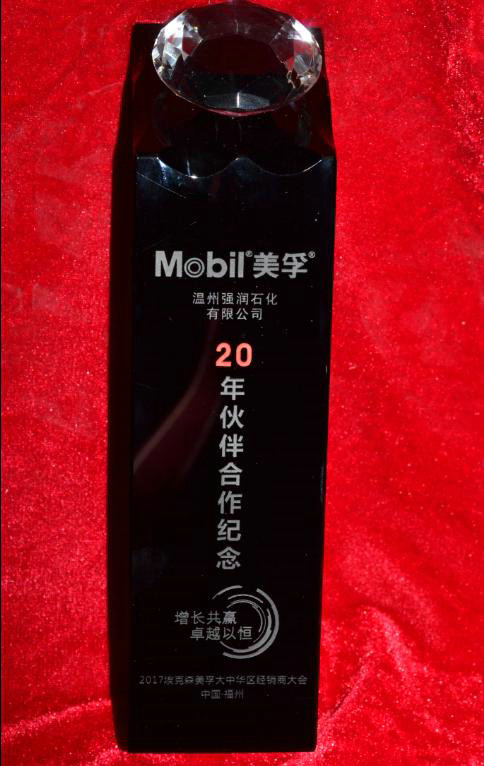 Mobil®美孚®
温州强润石化
有限公司
20
年伙伴合作纪念
增长共赢
卓越以恒
2017埃克森美孚大中华区经销商大会
中国·福州